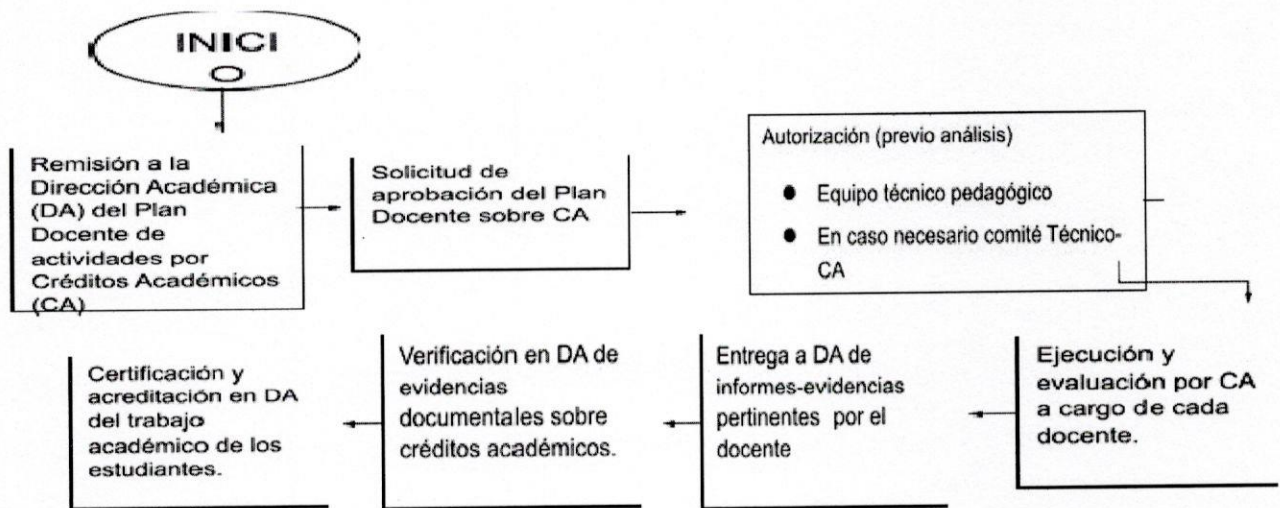 INICI
O
Remisión a la
Dirección Académica
(DA) del Plan
Docente de
actividades por
Créditos Académicos
(CA)
Solicitud de
aprobación del Plan
Docente sobre CA
Autorización (previo análisis)
● Equipo técnico pedagógico
● En caso necesario comité Técnico-
CA
Ejecución y
evaluación por CA
a cargo de cada
docente.
Entrega a DA de
informes-evidencias
pertinentes por el
docente
Verificación en DA de
evidencias
documentales sobre
créditos académicos.
Certificación y
acreditación en DA
del trabajo
académico de los
estudiantes.